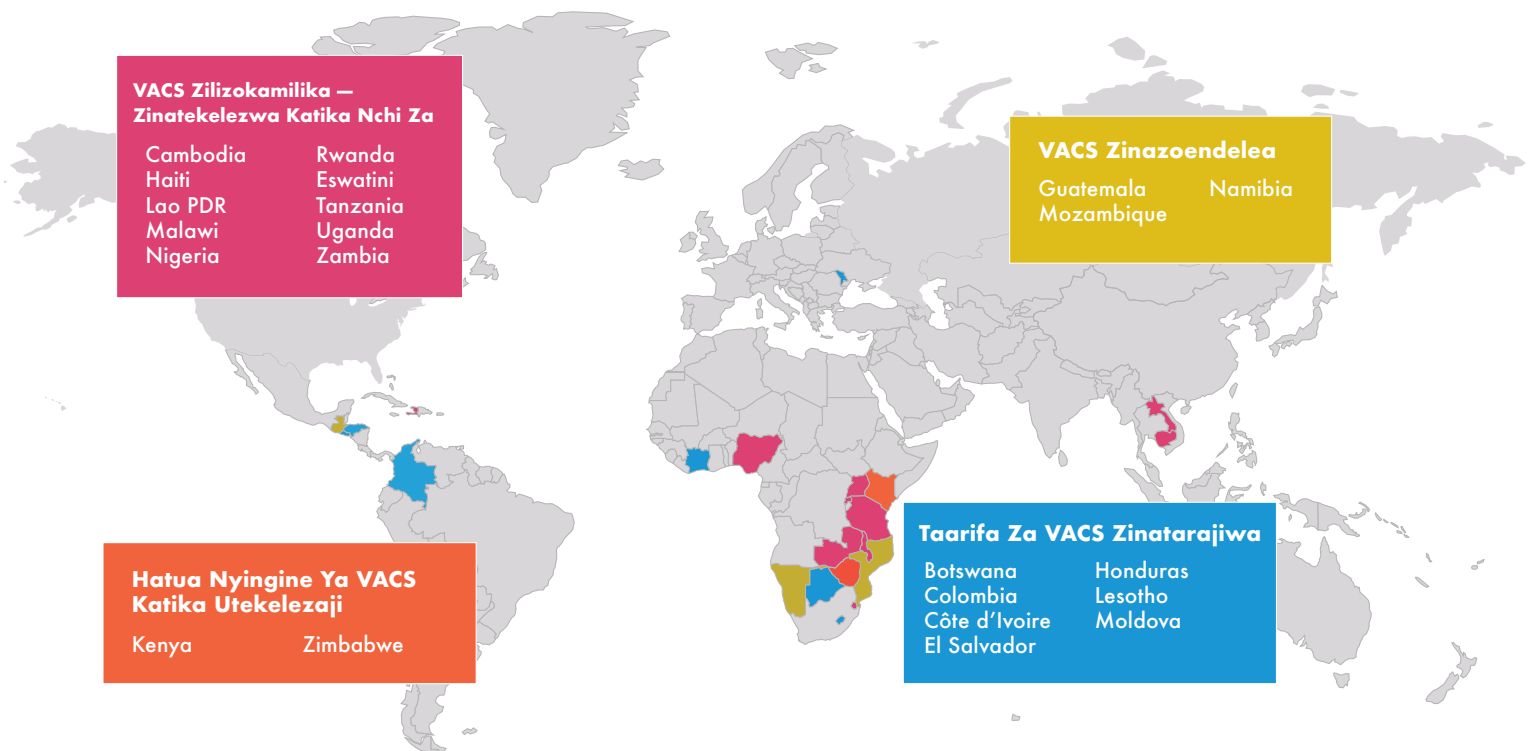 VACS Zilizokamilika —
Zinatekelezwa Katika Nchi Za
Cambodia
Haiti
Lao PDR
Malawi
Nigeria
Rwanda
Eswatini
Tanzania
Uganda
Zambia
VACS Zinazoendelea
Guatemala
Mozambique
Namibia
Hatua Nyingine Ya VACS
Katika Utekelezaji
Kenya
Zimbabwe
Taarifa Za VACS Zinatarajiwa
Botswana
Colombia
Côte d’Ivoire
El Salvador
Honduras
Lesotho
Moldova